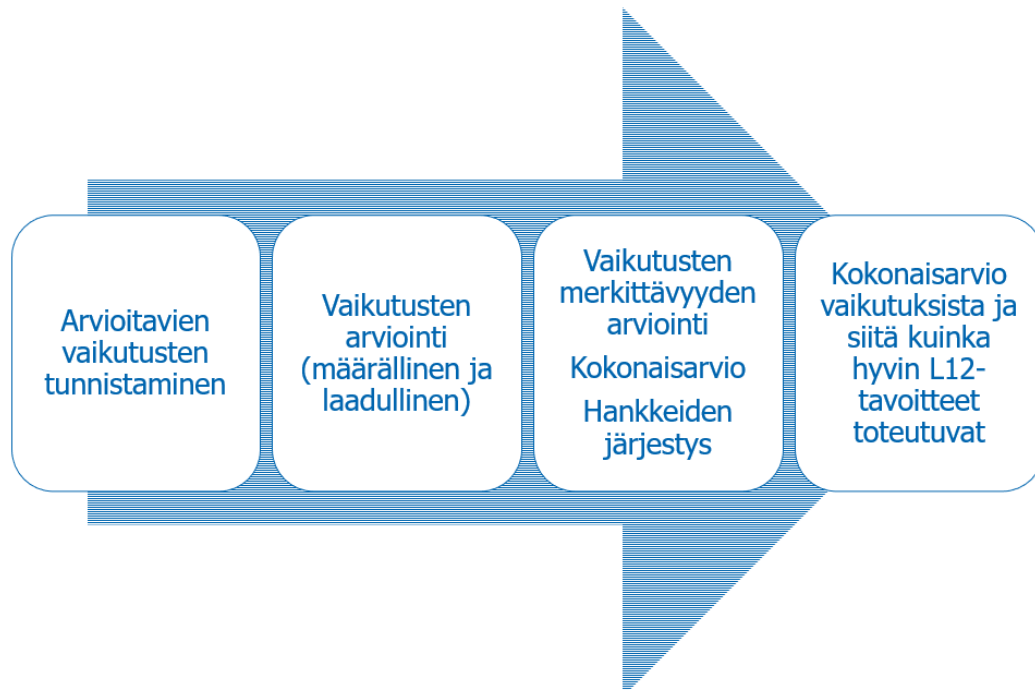 Arvioitavien
vaikutusten
tunnistaminen
Vaikutusten
arviointi
(määrällinen ja
laadullinen)
Vaikutusten
merkittävyyden
arviointi
Kokonaisarvio
Hankkeiden
järjestys
Kokonaisarvio
vaikutuksista ja
siitä kuinka
hyvin L12-
tavoitteet
toteutuvat